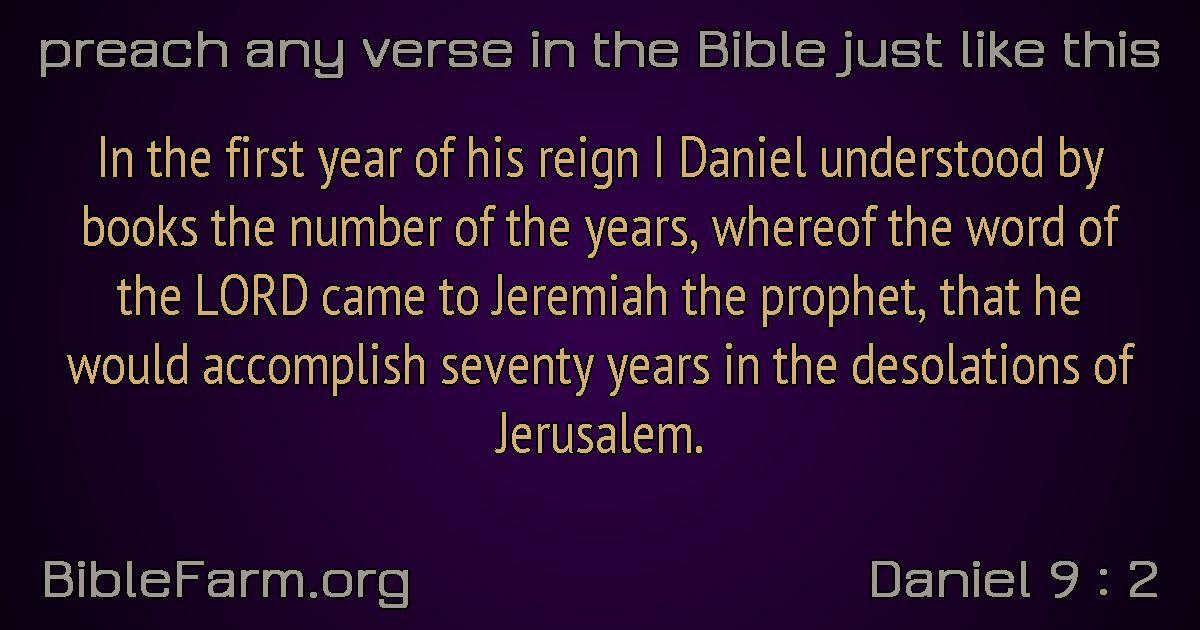 preach any verse in the Bible just like this
In the first year of his reign I Daniel understood by
books the number of the years, whereof the word of
the LORD came to Jeremiah the prophet, that he
would accomplish seventy years in the desolations of
Jerusalem.
BibleFarm.org
Daniel 9 : 2